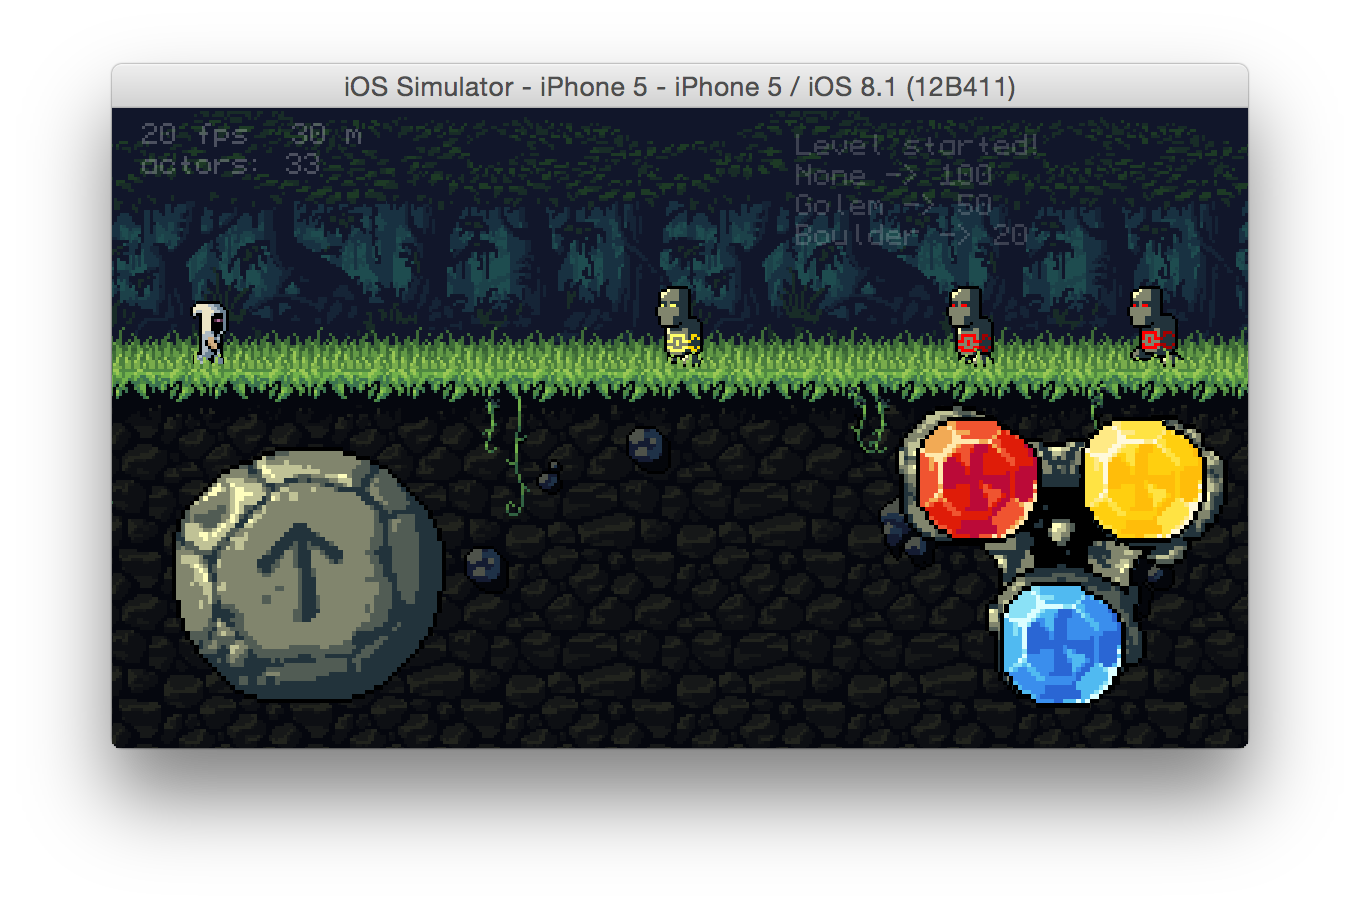 iOS Simulator - iPhone 5 - iPhone 5 / iOS 8.1 (12B411)
20 fps 30 m
actors: 33
Level started!
None -> 100
Golem -> 50
Boulder -> 20